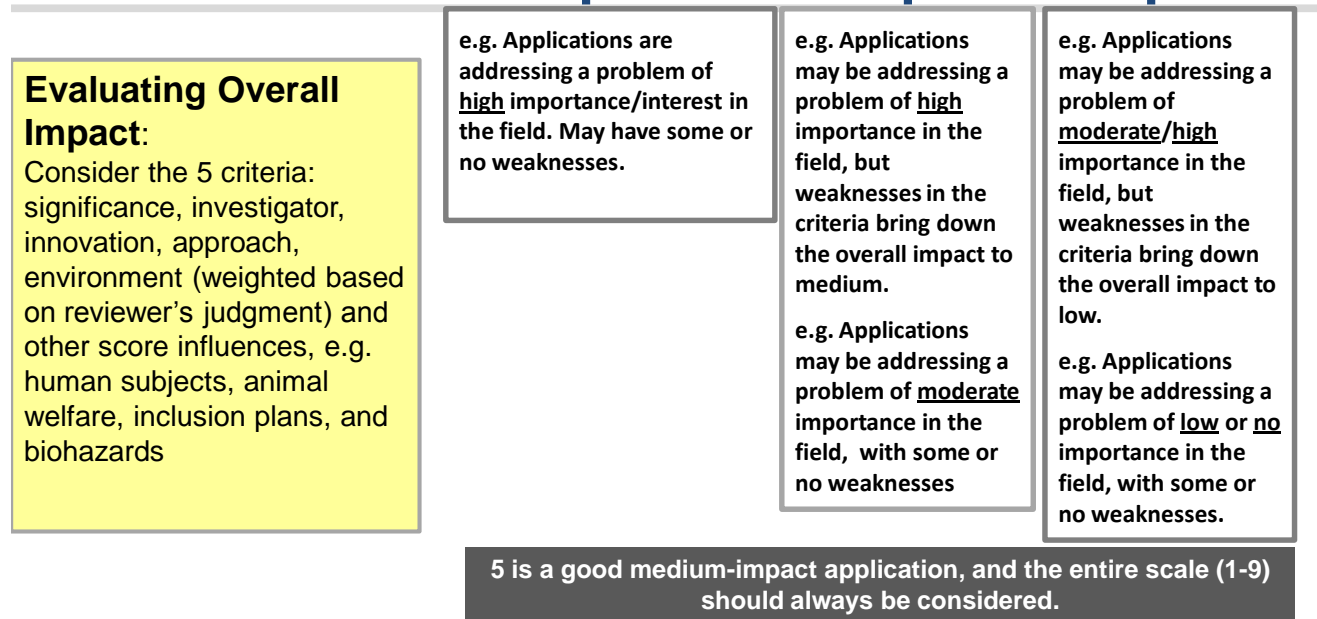 Evaluating Overall
Impact:
Consider the 5 criteria:
significance, investigator,
innovation, approach,
environment (weighted based
on reviewer's judgment) and
other score influences, e.g.
human subjects, animal
welfare, inclusion plans, and
biohazards
e.g. Applications are
addressing a problem of
high importance/interest in
the field. May have some or
no weaknesses.
e.g. Applications
may be addressing a
problem of high
importance in the
field, but
weaknesses in the
criteria bring down
the overall impact to
medium.
e.g. Applications
may be addressing a
problem of moderate
importance in the
field, with some or
no weaknesses
e.g. Applications
may be addressing a
problem of
moderate/high
importance in the
field, but
weaknesses in the
criteria bring down
the overall impact to
low.
e.g. Applications
may be addressing a
problem of low or no
importance in the
field, with some or
no weaknesses.
5 is a good medium-impact application, and the entire scale (1-9)
should always be considered.